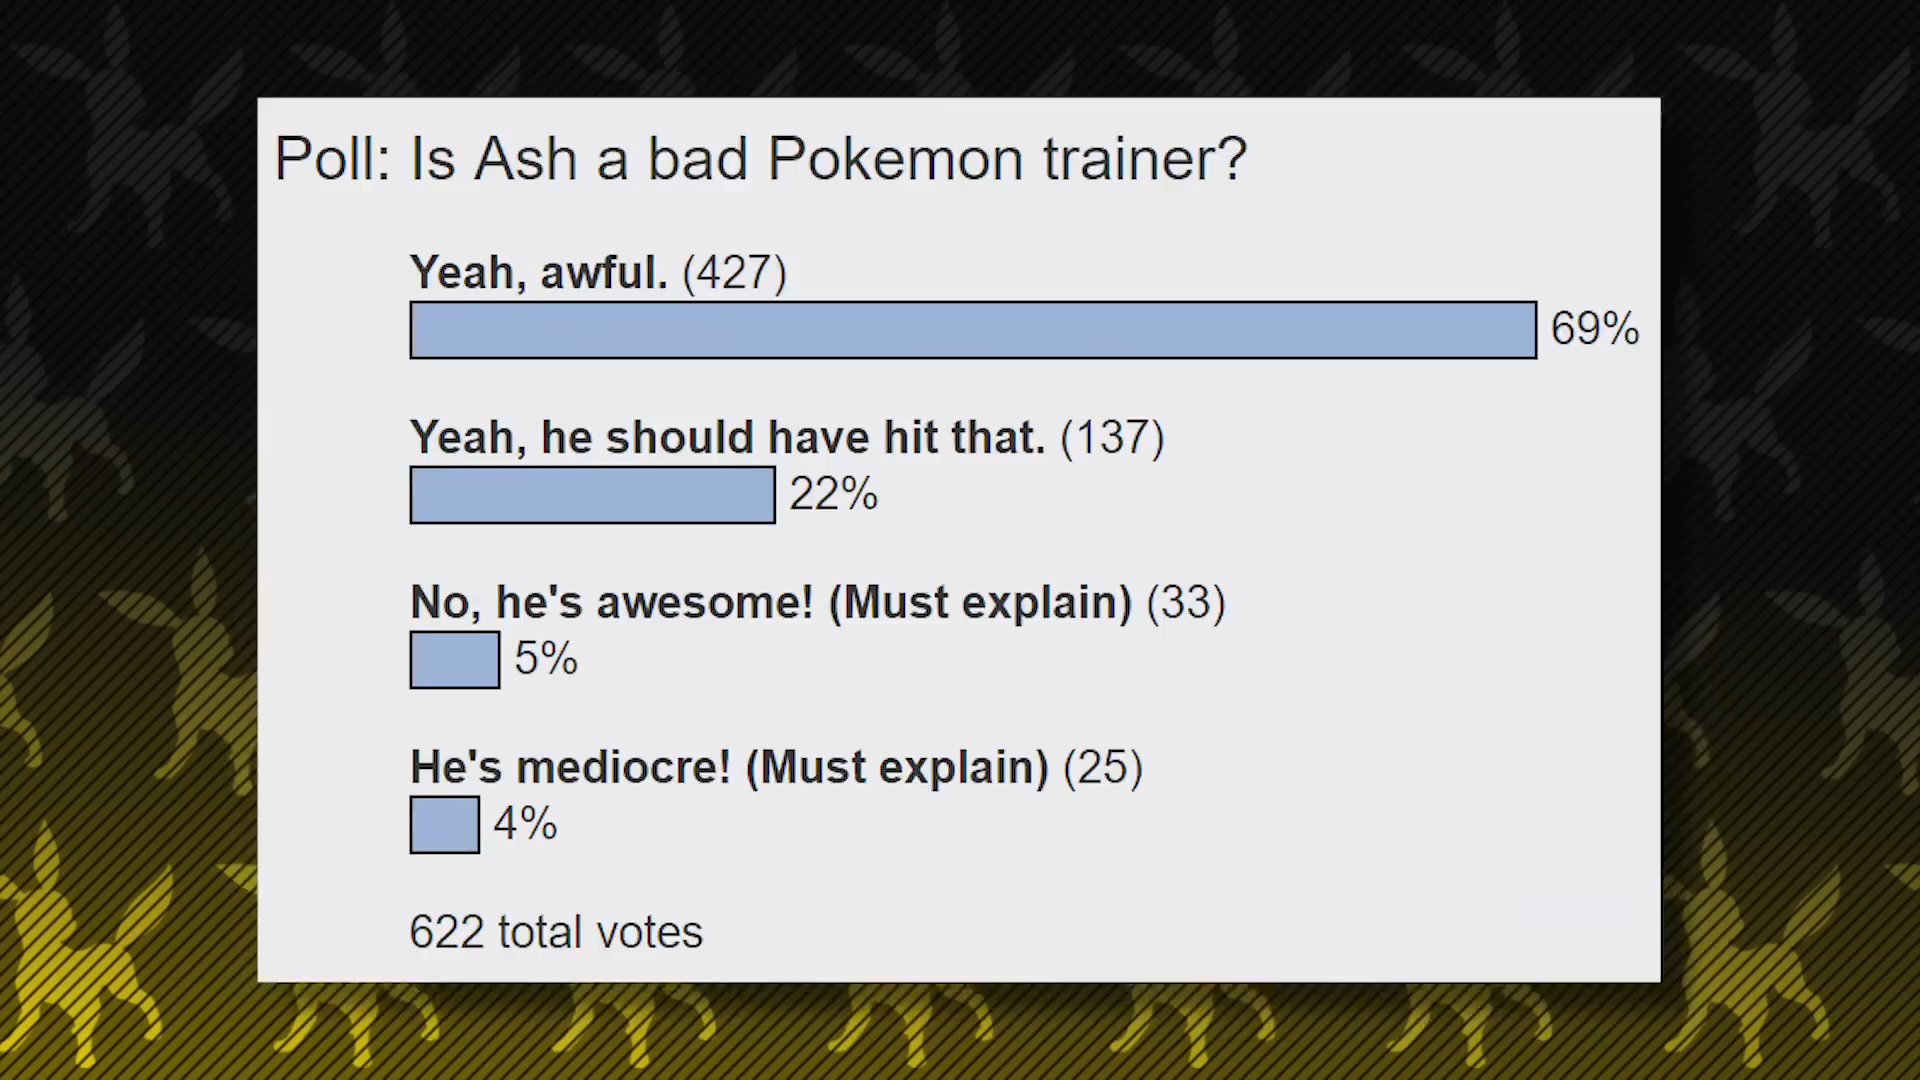 Poll: Is Ash a bad Pokemon trainer?
Yeah, awful. (427)
69%
Yeah, he should have hit that. (137)
22%
No, he's awesome! (Must explain) (33)
5%
He's mediocre! (Must explain) (25)
4%
622 total votes